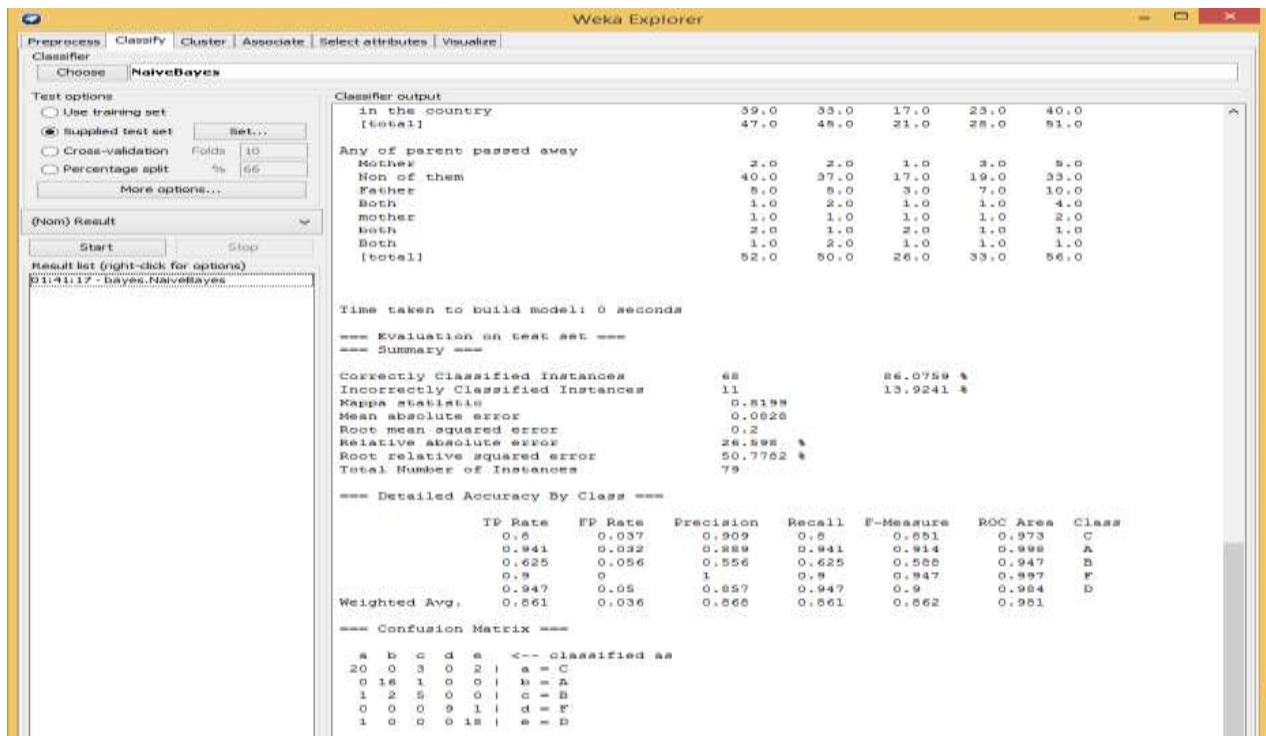 Weka Explorer
Preprocess Classify Cluster Associate Select attributes Visualize
Classifier
Choose NaiveBayes
Test options
Use training set
Supplied test set Set...
Cross-validation Folds 10
Percentage split % 66
More options...
(Nom) Result
Start Stop
Result list (right-click for options)
01:41:17 - bayes.NaiveBayes
Classifier output
in the country 39.0 33.0 17.0 23.0 40.0
[total] 47.0 45.0 21.0 28.0 51.0
Any of parent passed away
Mother 2.0 2.0 1.0 3.0 5.0
Non of them 40.0 37.0 17.0 19.0 33.0
Father 5.0 5.0 3.0 7.0 10.0
Both 1.0 2.0 1.0 1.0 4.0
mother 1.0 1.0 1.0 1.0 2.0
both 2.0 1.0 2.0 1.0 1.0
Both 1.0 2.0 1.0 1.0 1.0
[total] 52.0 50.0 26.0 33.0 56.0
Time taken to build model: 0 seconds
=== Evaluation on test set ===
=== Summary ===
Correctly Classified Instances 68 86.0759 %
Incorrectly Classified Instances 11 13.9241 %
Kappa statistic 0.8199
Mean absolute error 0.0828
Root mean squared error 0.2
Relative absolute error 26.598 %
Root relative squared error 50.7782 %
Total Number of Instances 79
=== Detailed Accuracy By Class ===
TP Rate FP Rate Precision Recall F-Measure ROC Area Class
0.8 0.037 0.909 0.8 0.851 0.973 C
0.941 0.032 0.889 0.941 0.914 0.998 A
0.625 0.056 0.556 0.625 0.588 0.947 B
0.9 0 1 0.9 0.947 0.997 F
0.947 0.05 0.857 0.947 0.9 0.984 D
Weighted Avg. 0.861 0.036 0.868 0.861 0.862 0.981
=== Confusion Matrix ===
a b c d e <-- classified as
20 0 3 0 2 | a = C
0 16 1 0 0 | b = A
1 2 5 0 0 | c = B
0 0 0 9 1 | d = F
1 0 0 0 18 | e = D